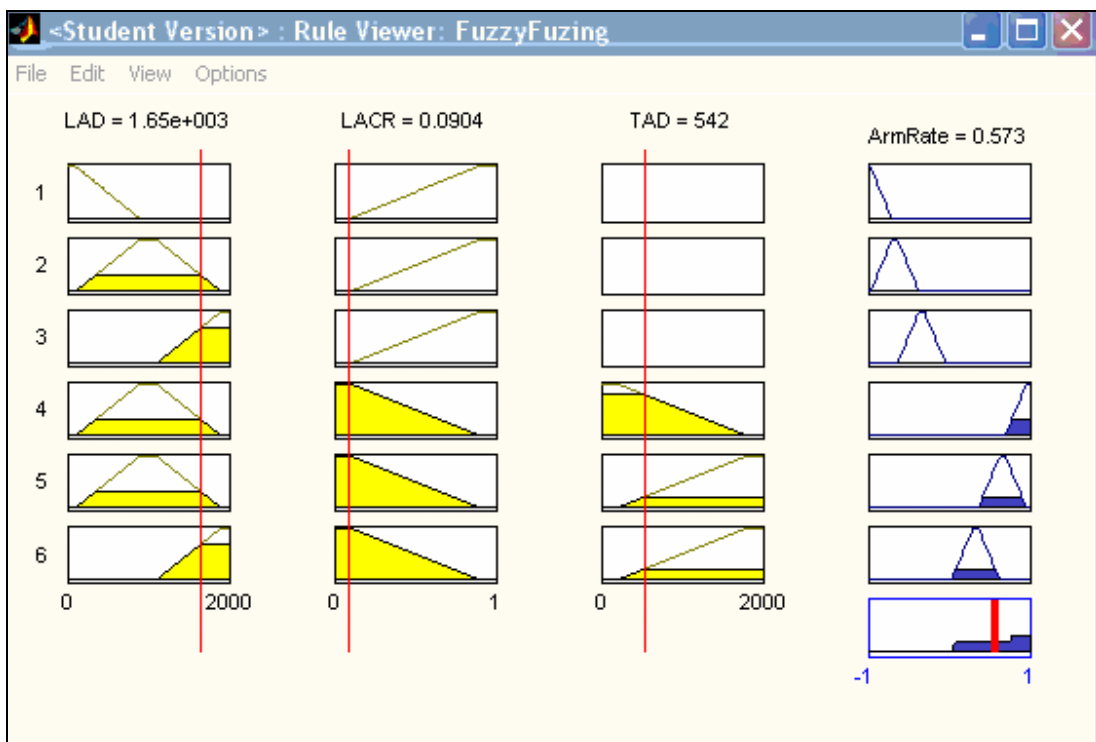 <Student Version> : Rule Viewer: FuzzyFuzing
File Edit View Options
LAD = 1.65e+003
LACR = 0.0904
TAD = 542
ArmRate = 0.573
1
2
3
4
5
6
0 2000
0 1
0 2000
-1 1